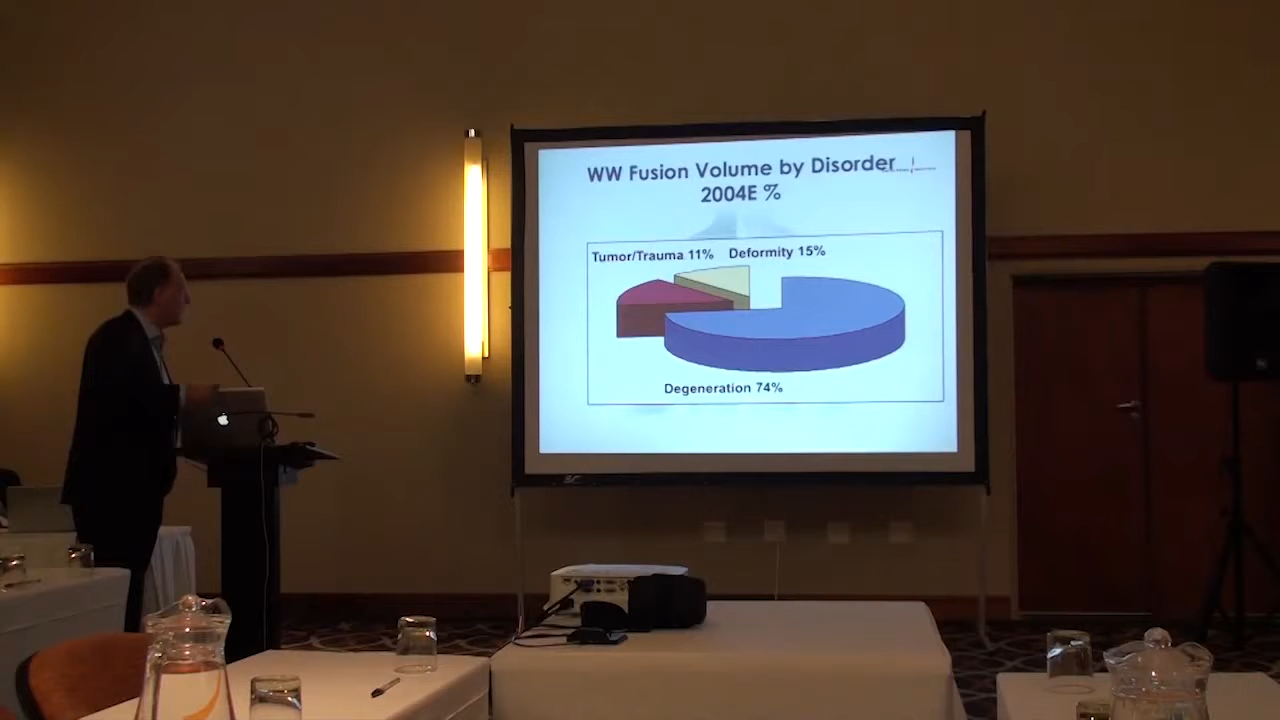 WW Fusion Volume by Disorder
2004E %
Tumor/Trauma 11% Deformity 15%
Degeneration 74%